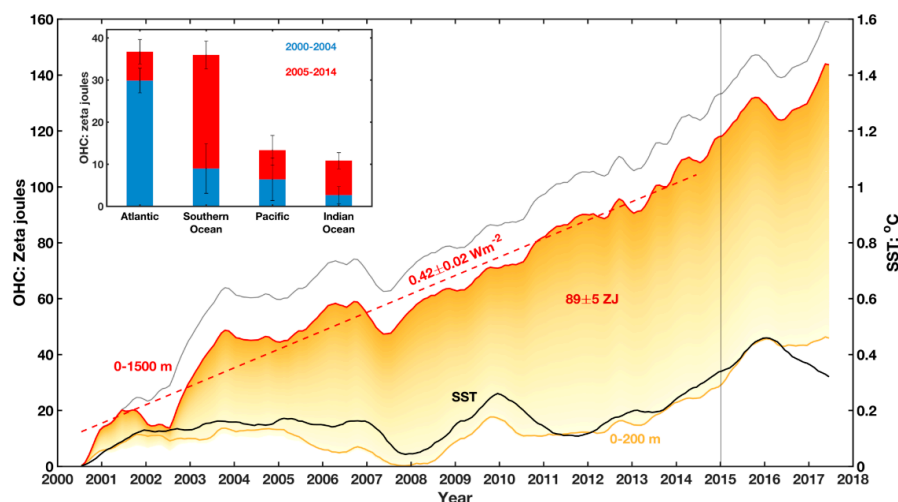 160
140
120
100
80
60
40
20
0
OHC: Zeta joules
1.6
1.4
1.2
1
0.8
0.6
0.4
0.2
0
SST: °C
40
30
20
10
0
OHC: zeta joules
2000-2004
2005-2014
Atlantic Southern Ocean Pacific Indian Ocean
0.42±0.02 Wm⁻²
0-1500 m
89±5 ZJ
SST
0-200 m
2000 2001 2002 2003 2004 2005 2006 2007 2008 2009 2010 2011 2012 2013 2014 2015 2016 2017 2018
Year